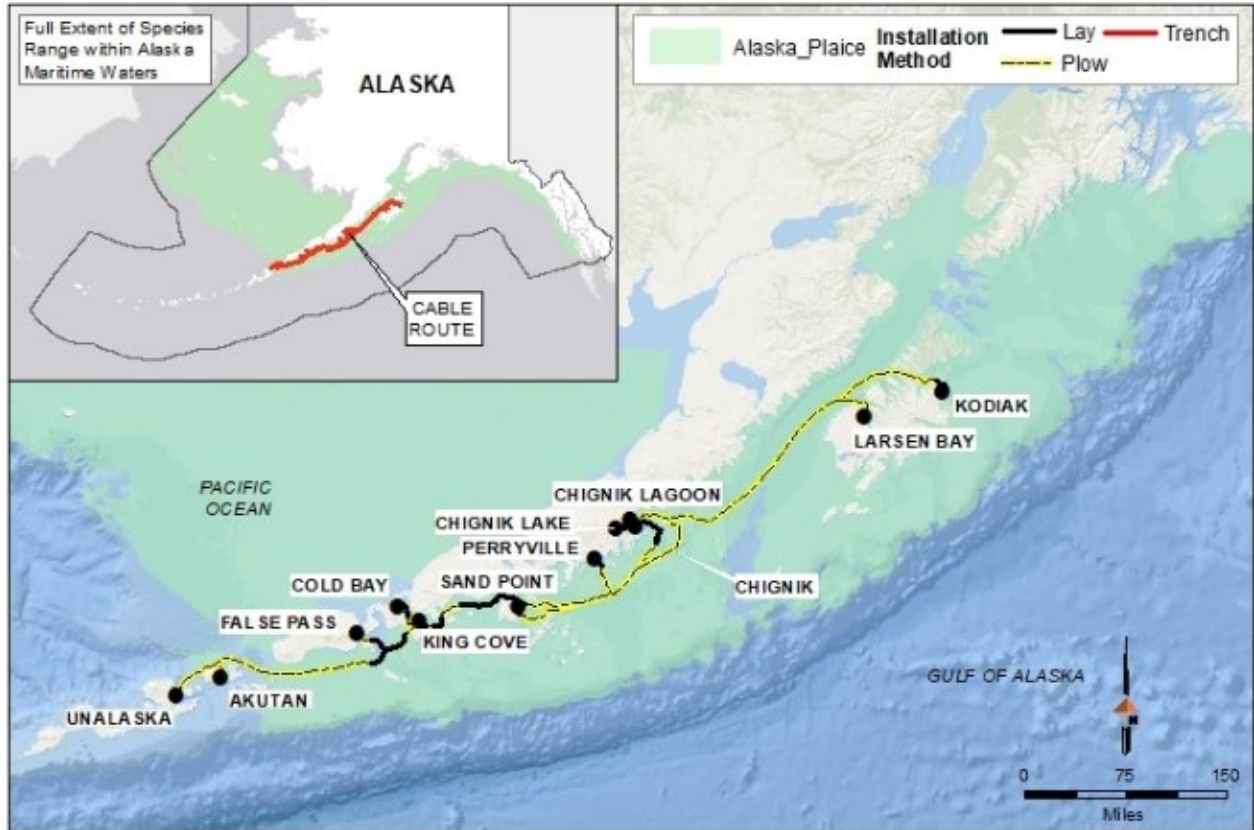 Full Extent of Species
Range within Alaska
Maritime Waters
ALASKA
CABLE
ROUTE
Alaska_Plaice
Installation
Method
Lay
Trench
Plow
PACIFIC
OCEAN
KODIAK
LARSEN BAY
CHIGNIK LAGOON
CHIGNIK LAKE
PERRYVILLE
CHIGNIK
COLD BAY
SAND POINT
FALSE PASS
KING COVE
AKUTAN
UNALASKA
GULF OF ALASKA
N
0 75 150
Miles